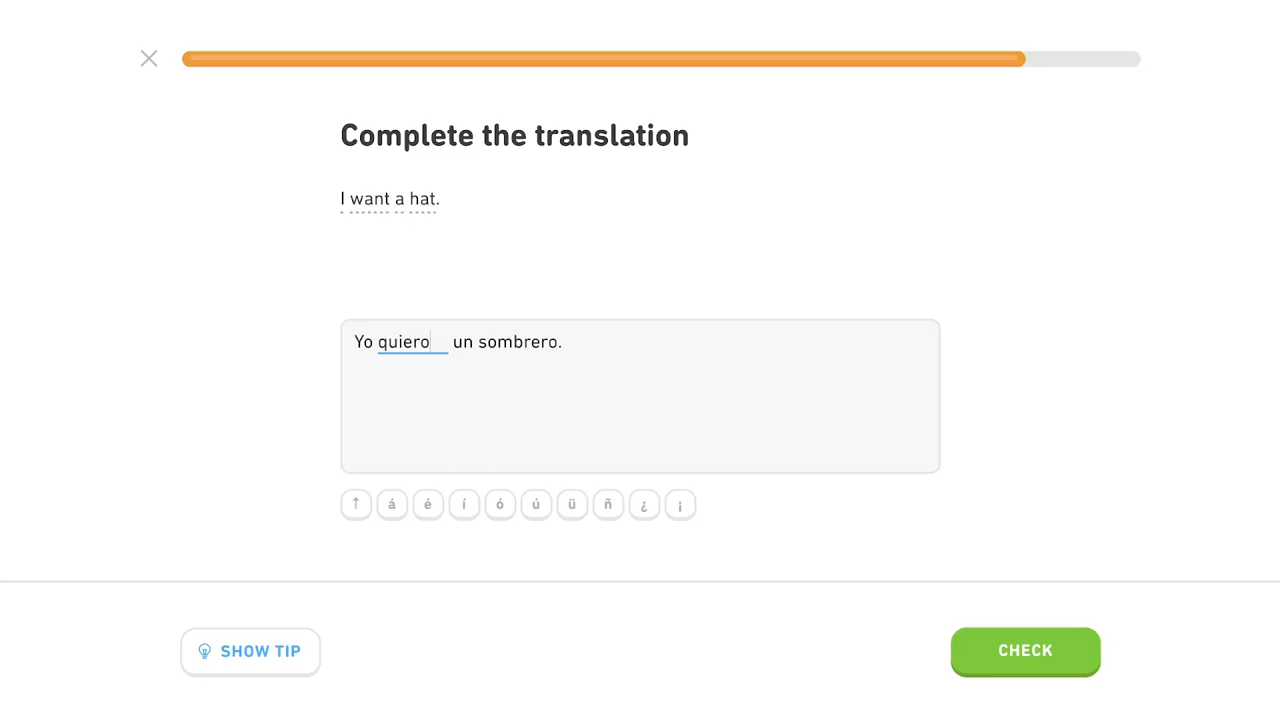 Complete the translation
I want a hat.
Yo quiero un sombrero.
↑ á é í ó ú ü ñ ¿ ¡
SHOW TIP
CHECK